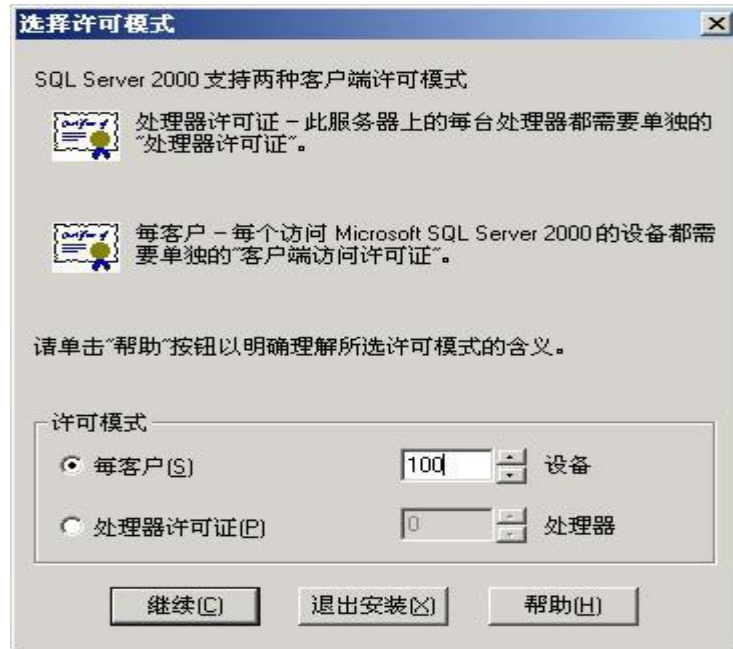 选择许可模式
SQL Server 2000 支持两种客户端许可模式
处理器许可证 - 此服务器上的每台处理器都需要单独的
"处理器许可证"。
每客户 - 每个访问 Microsoft SQL Server 2000 的设备都需
要单独的"客户端访问许可证"。
请单击"帮助"按钮以明确理解所选许可模式的含义。
许可模式
每客户(S) 100 设备
处理器许可证(P) 0 处理器
继续(C) 退出安装(X) 帮助(H)